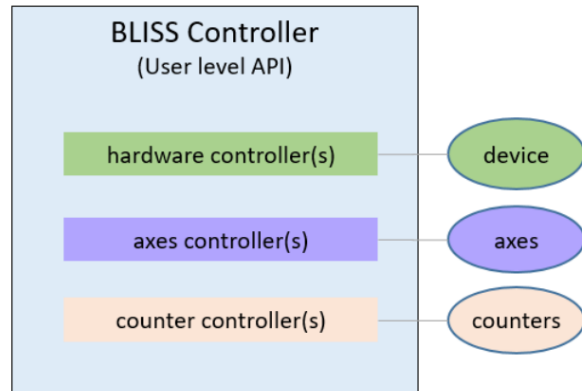 BLISS Controller
(User level API)
hardware controller(s)
device
axes controller(s)
axes
counter controller(s)
counters